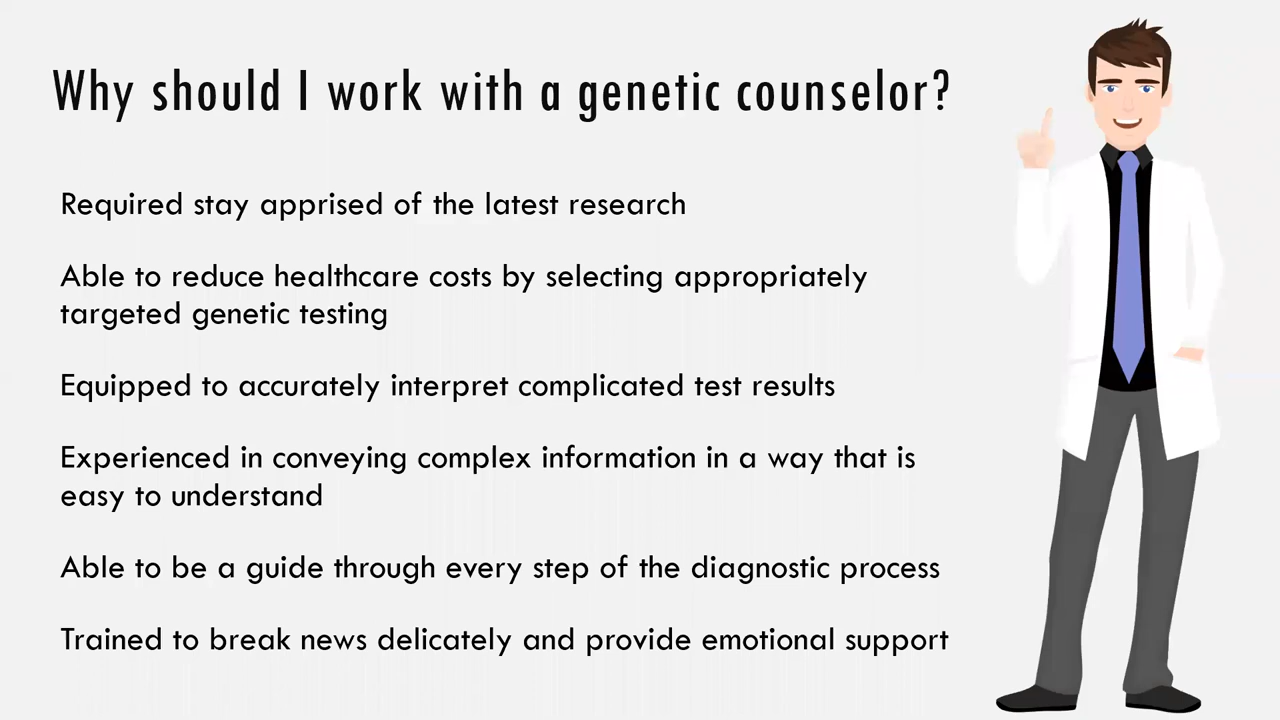 Why should I work with a genetic counselor?
Required stay apprised of the latest research
Able to reduce healthcare costs by selecting appropriately
targeted genetic testing
Equipped to accurately interpret complicated test results
Experienced in conveying complex information in a way that is
easy to understand
Able to be a guide through every step of the diagnostic process
Trained to break news delicately and provide emotional support